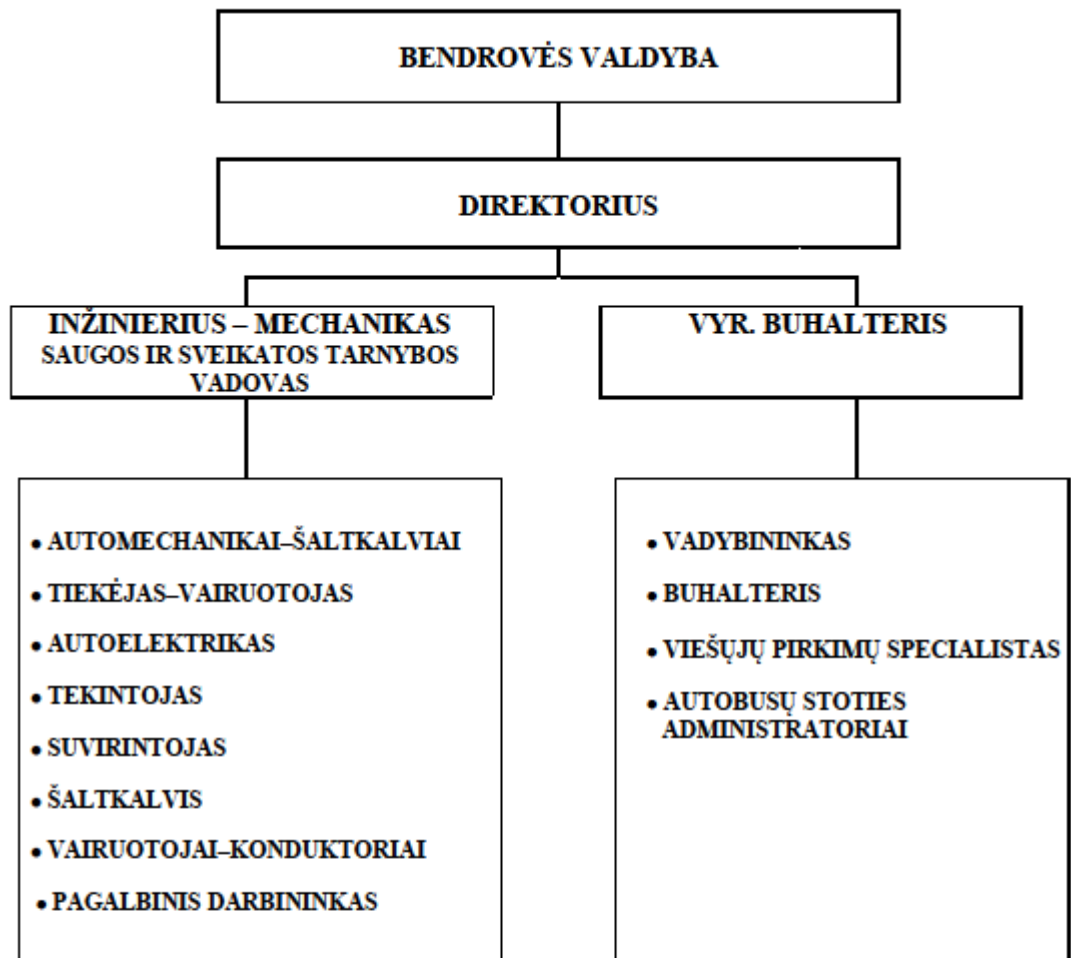 BENDROVĖS VALDYBA
DIREKTORIUS
INŽINIERIUS – MECHANIKAS
SAUGOS IR SVEIKATOS TARNYBOS
VADOVAS
VYR. BUHALTERIS
• AUTOMECHANIKAI–ŠALTKALVIAI
• TIEKĖJAS–VAIRUOTOJAS
• AUTOELEKTRIKAS
• TEKINTOJAS
• SUVIRINTOJAS
• ŠALTKALVIS
• VAIRUOTOJAI–KONDUKTORIAI
• PAGALBINIS DARBININKAS
• VADYBININKAS
• BUHALTERIS
• VIEŠŲJŲ PIRKIMŲ SPECIALISTAS
• AUTOBUSŲ STOTIES
ADMINISTRATORIAI